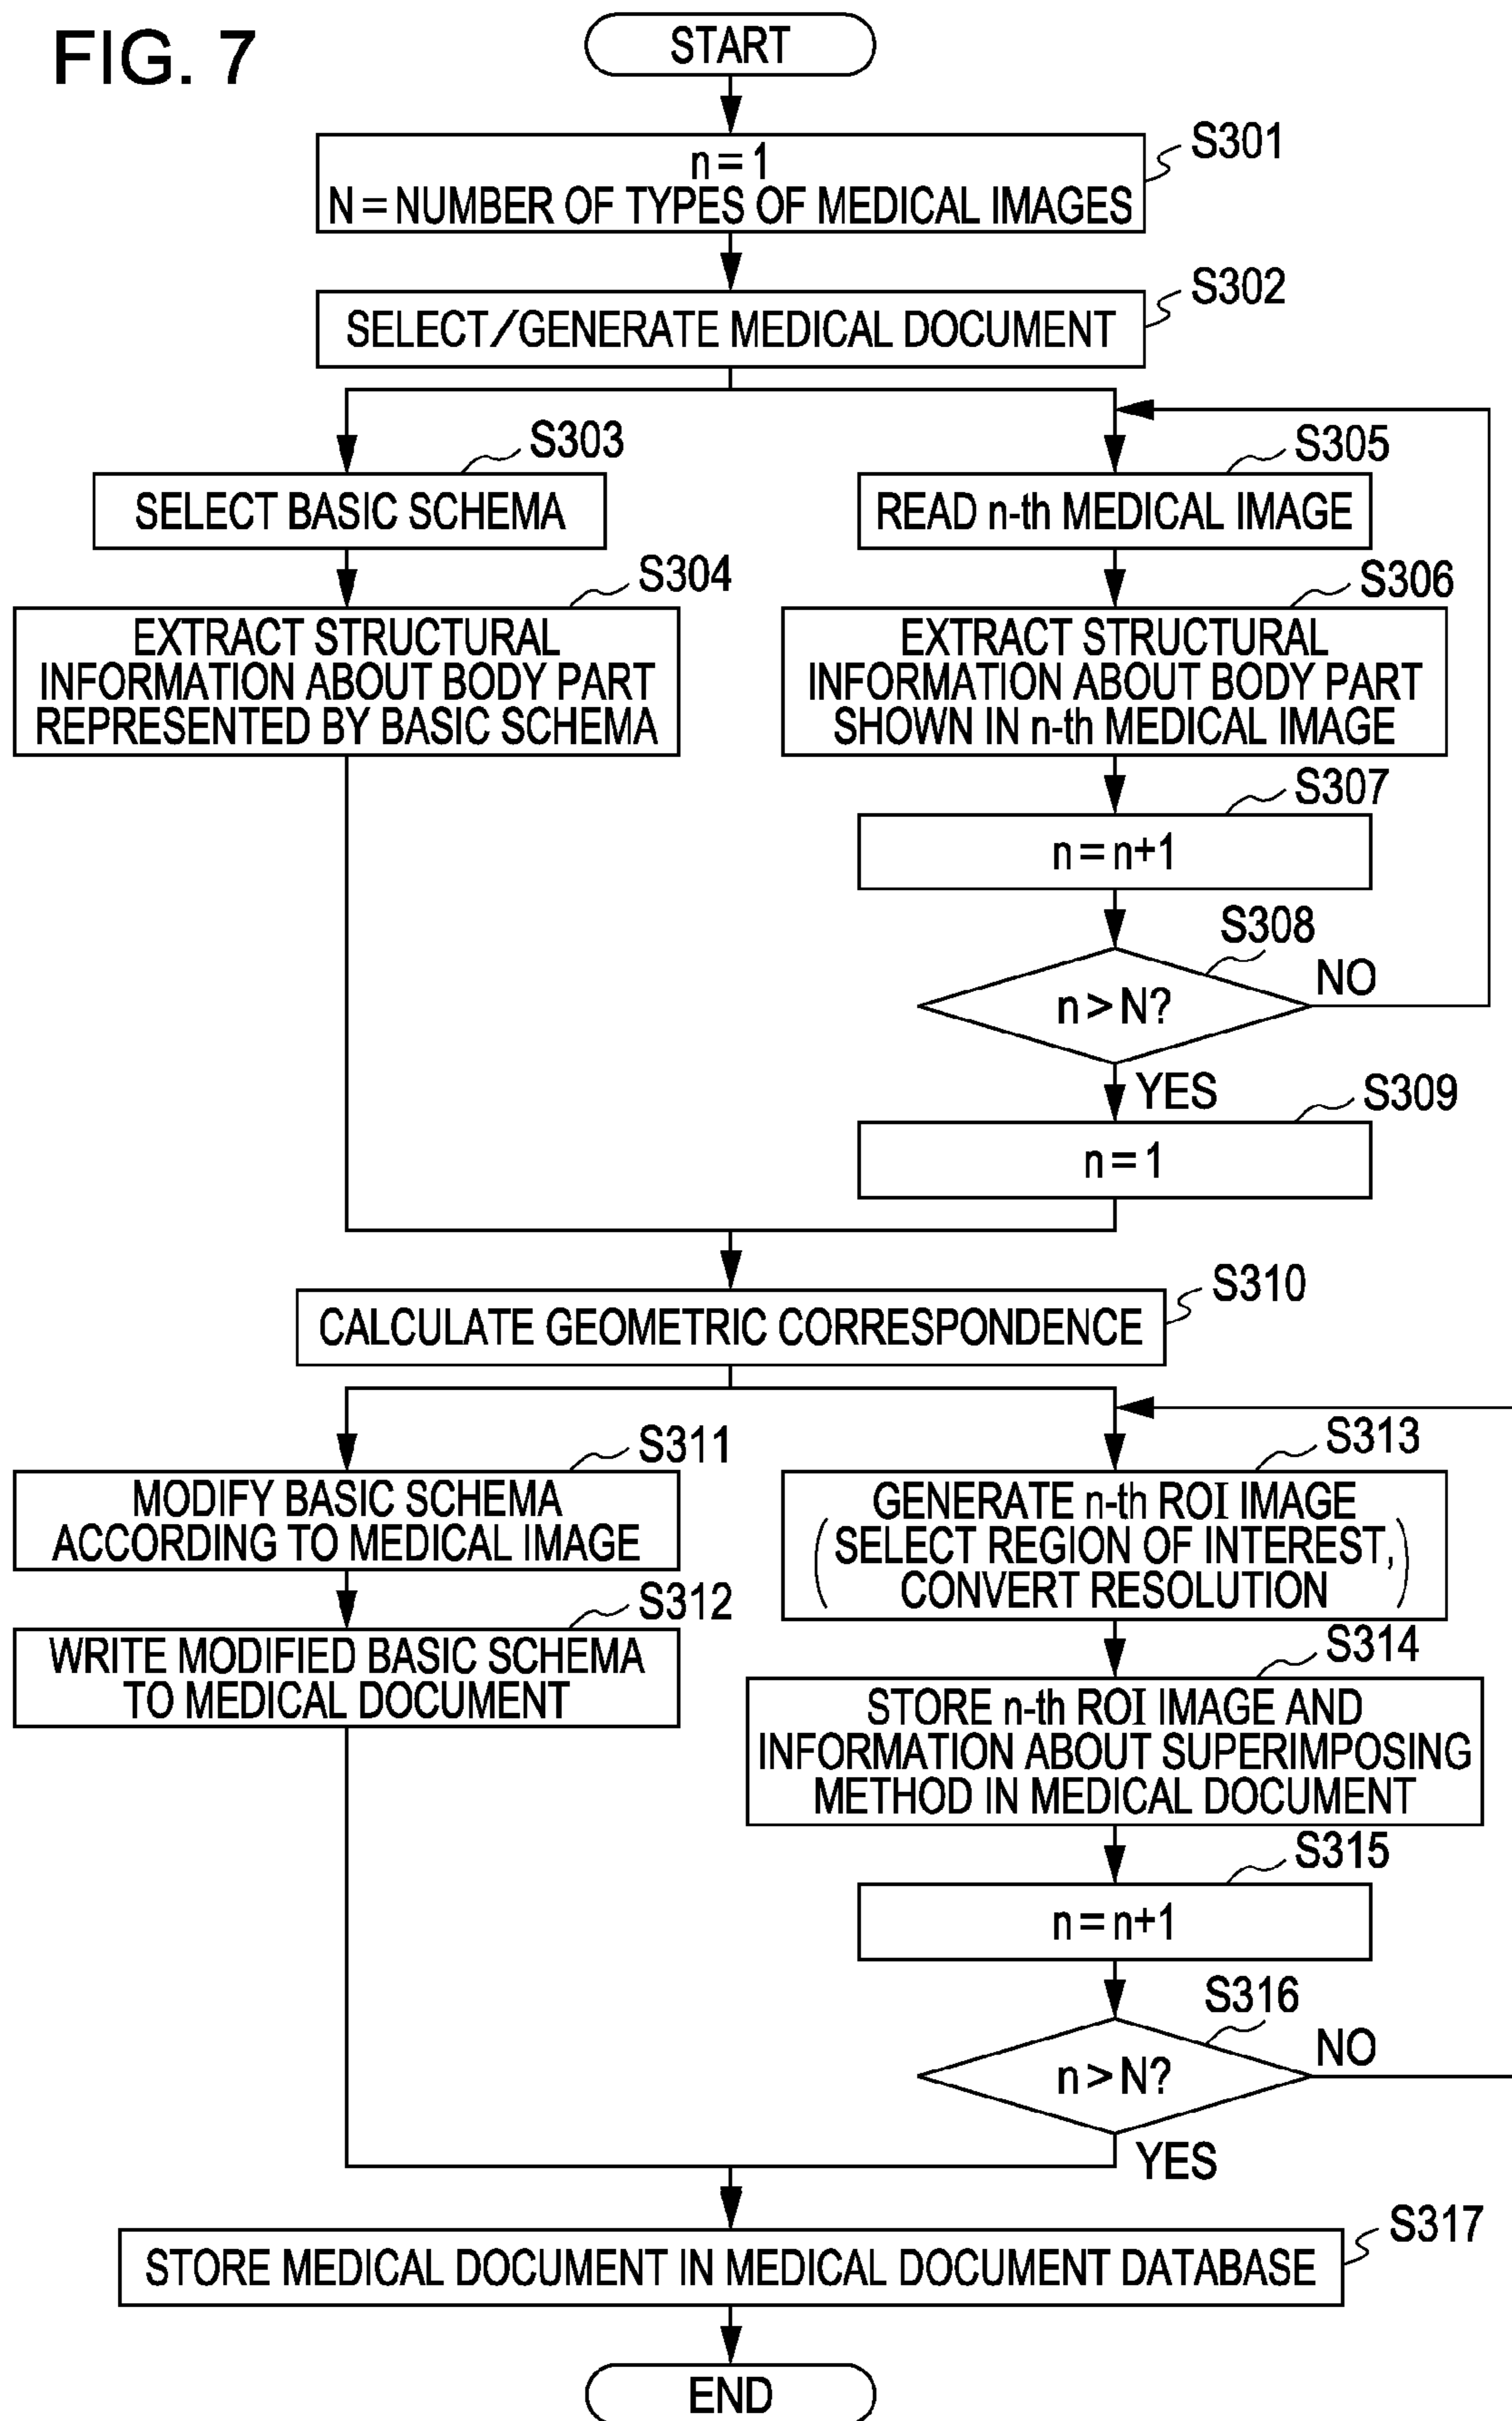 FIG. 7
START
S301
n = 1
N = NUMBER OF TYPES OF MEDICAL IMAGES
S302
SELECT/GENERATE MEDICAL DOCUMENT
S303
SELECT BASIC SCHEMA
S304
EXTRACT STRUCTURAL
INFORMATION ABOUT BODY PART
REPRESENTED BY BASIC SCHEMA
S305
READ n-th MEDICAL IMAGE
S306
EXTRACT STRUCTURAL
INFORMATION ABOUT BODY PART
SHOWN IN n-th MEDICAL IMAGE
S307
n = n+1
S308
n > N?
NO
YES
S309
n = 1
S310
CALCULATE GEOMETRIC CORRESPONDENCE
S311
MODIFY BASIC SCHEMA
ACCORDING TO MEDICAL IMAGE
S312
WRITE MODIFIED BASIC SCHEMA
TO MEDICAL DOCUMENT
S313
GENERATE n-th ROI IMAGE
(SELECT REGION OF INTEREST,
CONVERT RESOLUTION)
S314
STORE n-th ROI IMAGE AND
INFORMATION ABOUT SUPERIMPOSING
METHOD IN MEDICAL DOCUMENT
S315
n = n+1
S316
n > N?
NO
YES
S317
STORE MEDICAL DOCUMENT IN MEDICAL DOCUMENT DATABASE
END